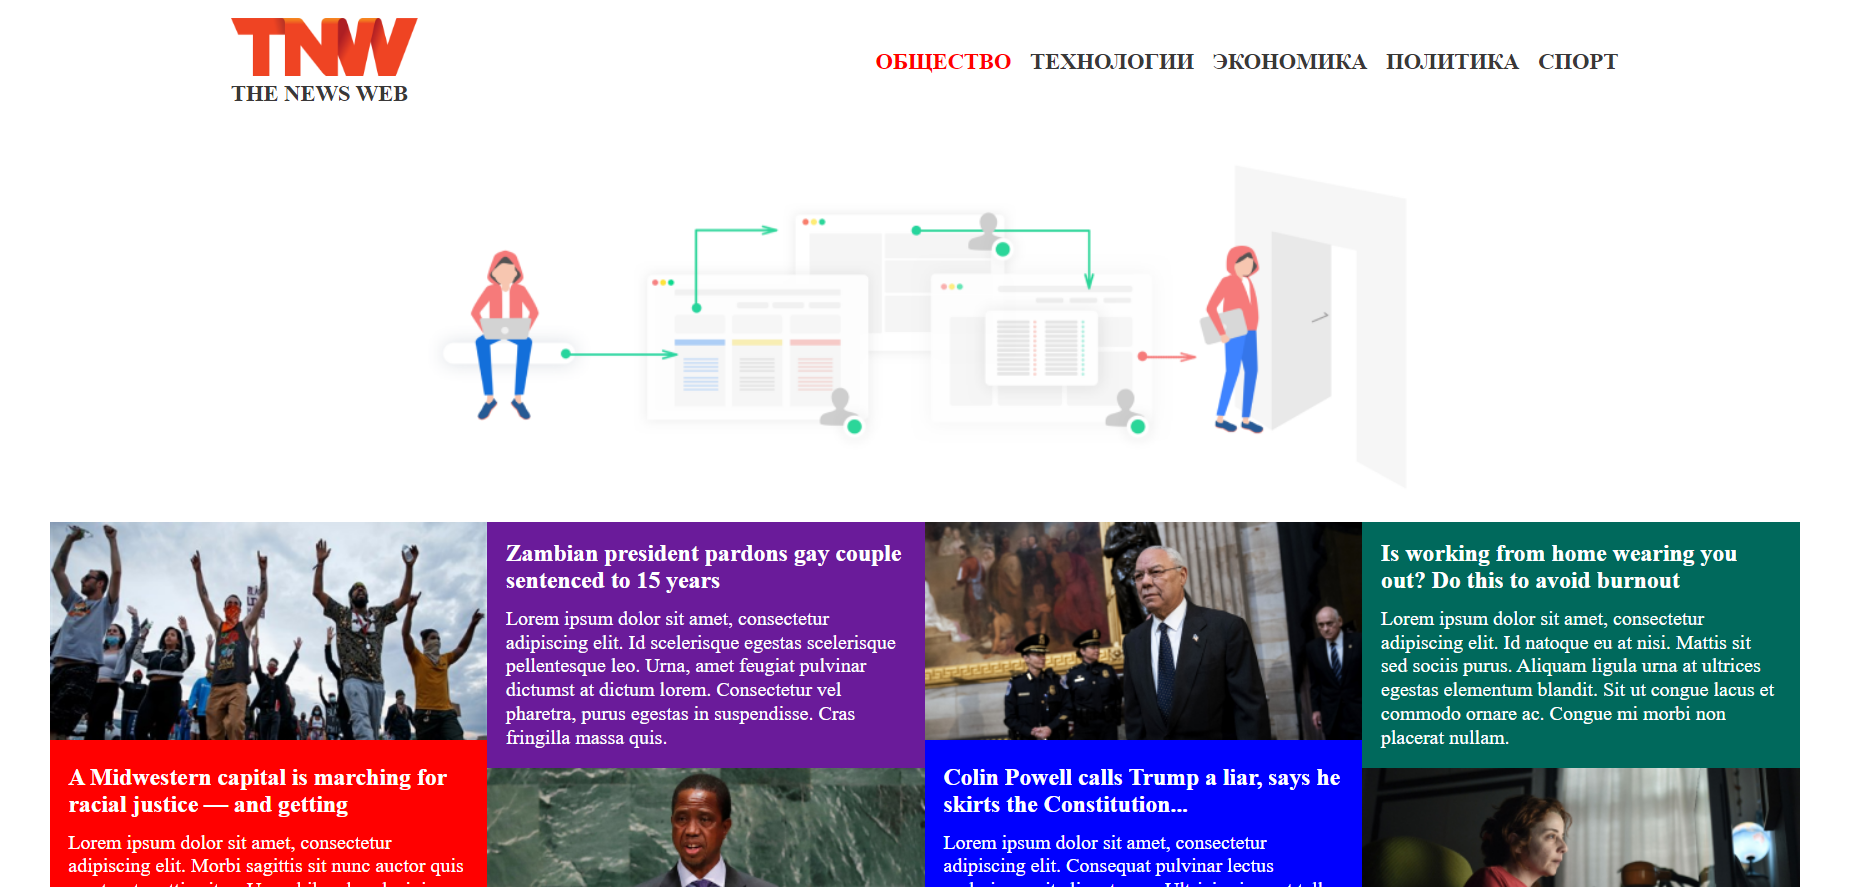 TNW
THE NEWS WEB
ОБЩЕСТВО ТЕХНОЛОГИИ ЭКОНОМИКА ПОЛИТИКА СПОРТ
Zambian president pardons gay couple
sentenced to 15 years
Lorem ipsum dolor sit amet, consectetur
adipiscing elit. Id scelerisque egestas scelerisque
pellentesque leo. Urna, amet feugiat pulvinar
dictumst at dictum lorem. Consectetur vel
pharetra, purus egestas in suspendisse. Cras
fringilla massa quis.
Is working from home wearing you
out? Do this to avoid burnout
Lorem ipsum dolor sit amet, consectetur
adipiscing elit. Id natoque eu at nisi. Mattis sit
sed sociis purus. Aliquam ligula urna at ultrices
egestas elementum blandit. Sit ut congue lacus et
commodo ornare ac. Congue mi morbi non
placerat nullam.
A Midwestern capital is marching for
racial justice — and getting
Lorem ipsum dolor sit amet, consectetur
adipiscing elit. Morbi sagittis sit nunc auctor quis
Colin Powell calls Trump a liar, says he
skirts the Constitution...
Lorem ipsum dolor sit amet, consectetur
adipiscing elit. Consequat pulvinar lectus